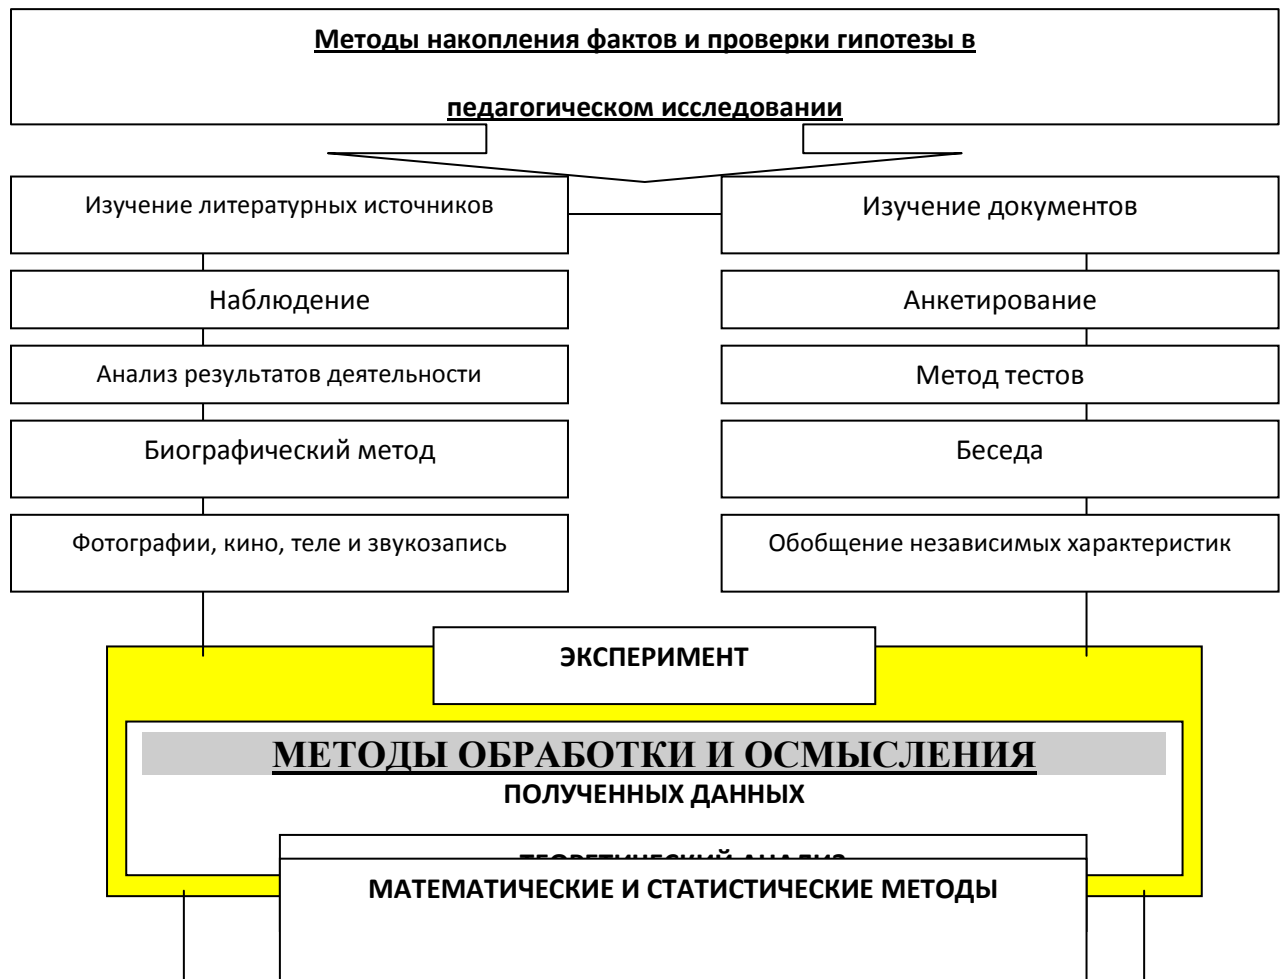 Методы накопления фактов и проверки гипотезы в
педагогическом исследовании
Изучение литературных источников
Изучение документов
Наблюдение
Анкетирование
Анализ результатов деятельности
Метод тестов
Биографический метод
Беседа
Фотографии, кино, теле и звукозапись
Обобщение независимых характеристик
ЭКСПЕРИМЕНТ
МЕТОДЫ ОБРАБОТКИ И ОСМЫСЛЕНИЯ
ПОЛУЧЕННЫХ ДАННЫХ
ТЕОРЕТИЧЕСКИЙ АНАЛИЗ
МАТЕМАТИЧЕСКИЕ И СТАТИСТИЧЕСКИЕ МЕТОДЫ